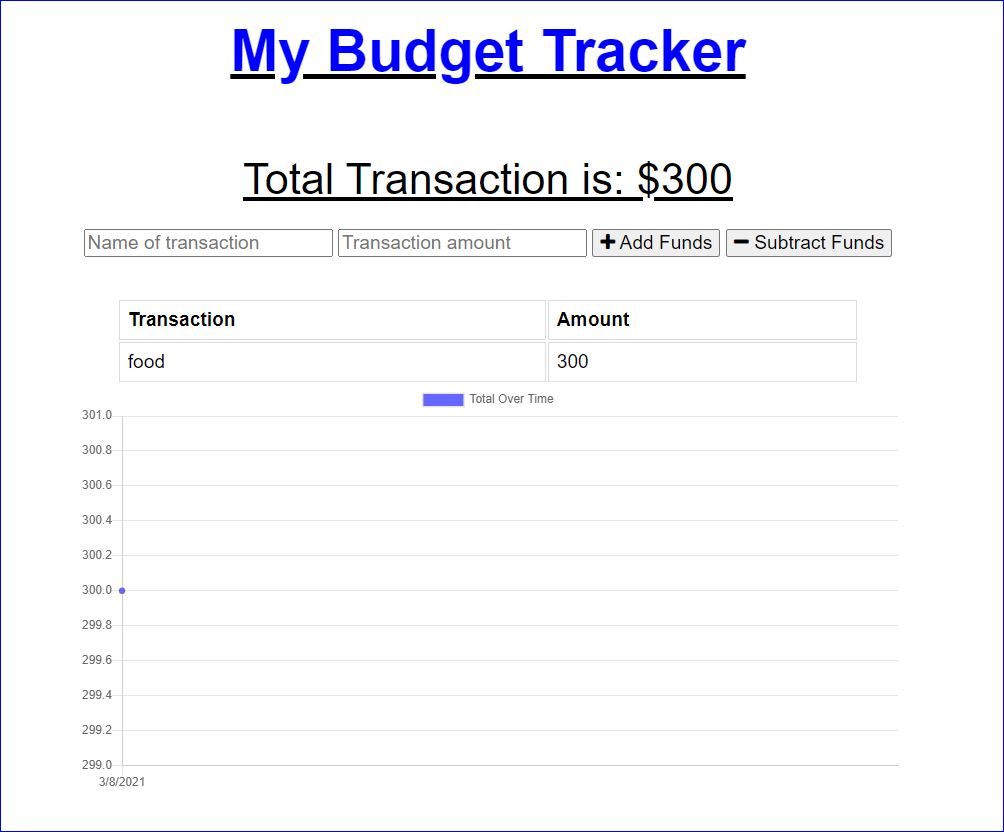 My Budget Tracker
Total Transaction is: $300
Name of transaction Transaction amount Add Funds Subtract Funds
Transaction Amount
food 300
Total Over Time
301.0
300.8
300.6
300.4
300.2
300.0
299.8
299.6
299.4
299.2
299.0
3/8/2021